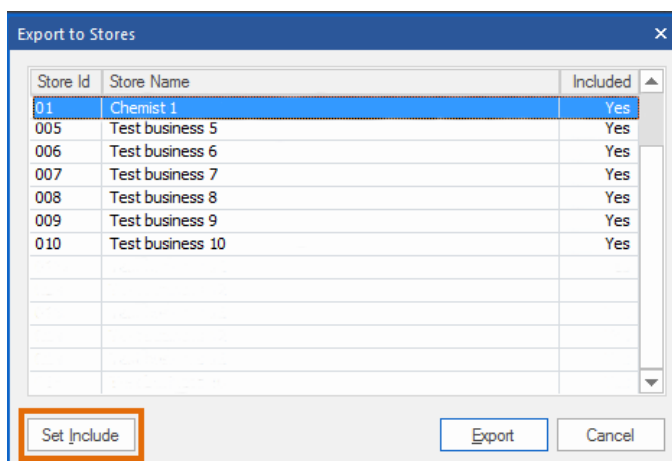 Export to Stores
Store Id Store Name Included
01 Chemist 1 Yes
005 Test business 5 Yes
006 Test business 6 Yes
007 Test business 7 Yes
008 Test business 8 Yes
009 Test business 9 Yes
010 Test business 10 Yes
Set Include Export Cancel